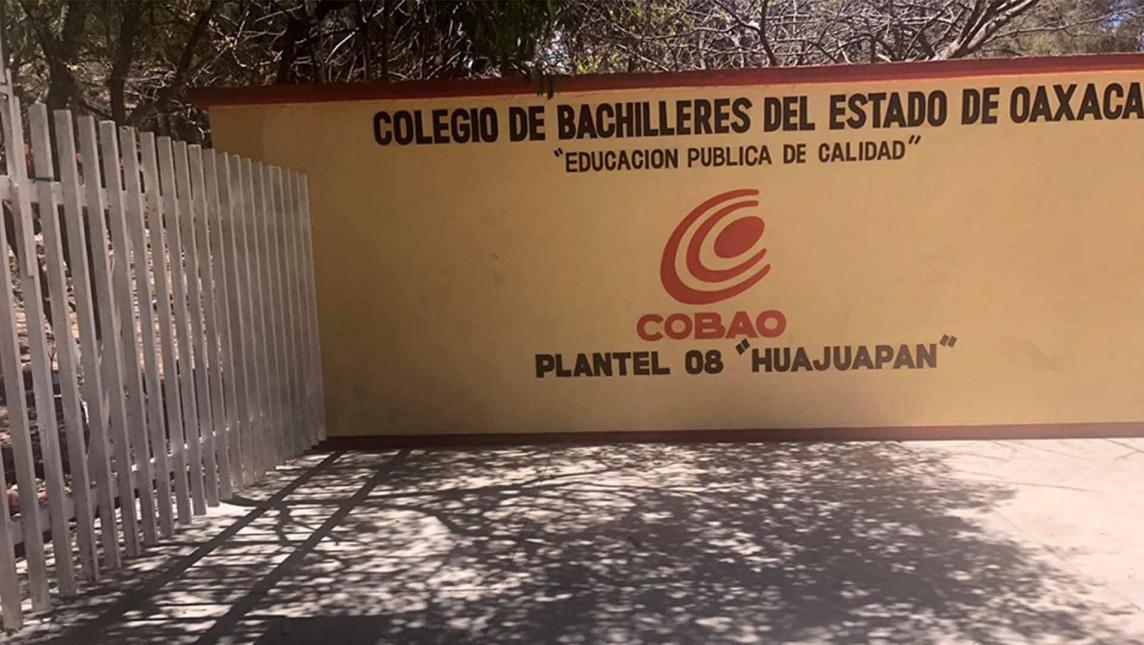 COLEGIO DE BACHILLERES DEL ESTADO DE OAXACA
"EDUCACION PUBLICA DE CALIDAD"
COBAO
PLANTEL 08 "HUAJUAPAN"